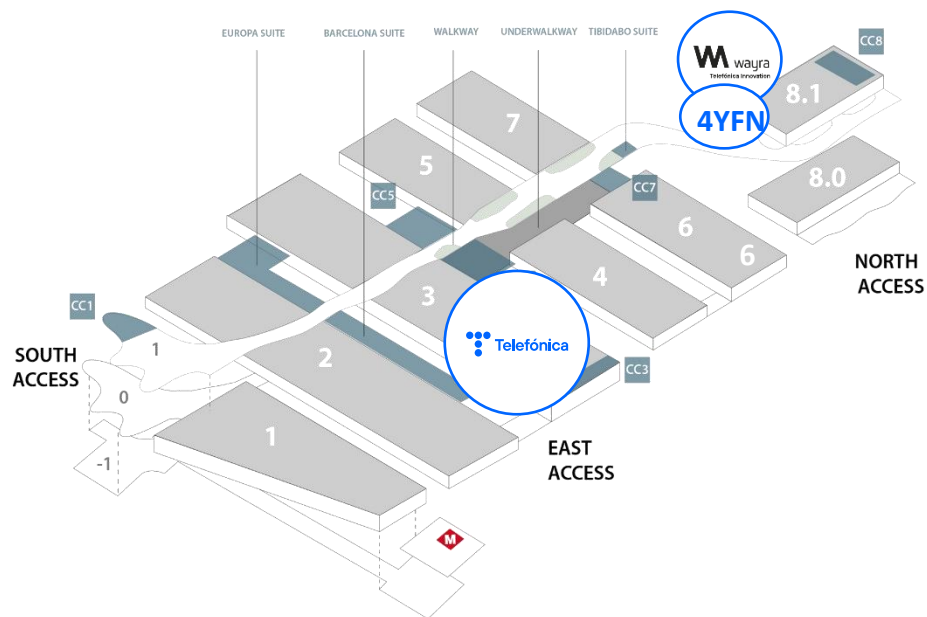 EUROPA SUITE
BARCELONA SUITE
WALKWAY
UNDERWALKWAY
TIBIDABO SUITE
wayra
Telefónica Innovation
4YFN
CC8
8.1
7
5
8.0
CC5
CC7
6
6
NORTH
ACCESS
4
3
Telefónica
CC1
1
SOUTH
ACCESS
2
CC3
0
1
EAST
ACCESS
-1
M